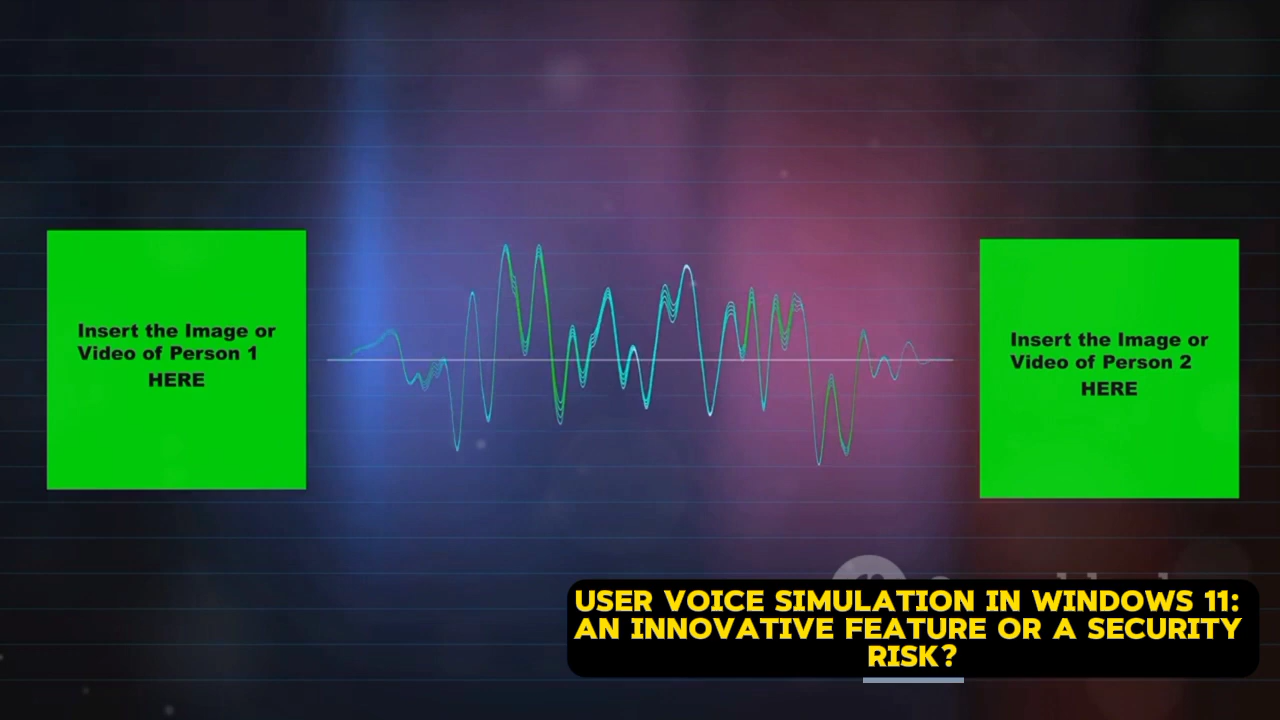 Insert the Image or
Video of Person 1
HERE
Insert the Image or
Video of Person 2
HERE
USER VOICE SIMULATION IN WINDOWS 11:
AN INNOVATIVE FEATURE OR A SECURITY
RISK?